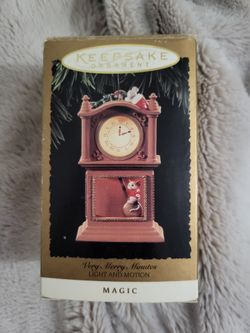 KEEPSAKE
ORNAMENT
Very Merry Minutes
LIGHT AND MOTION
MAGIC